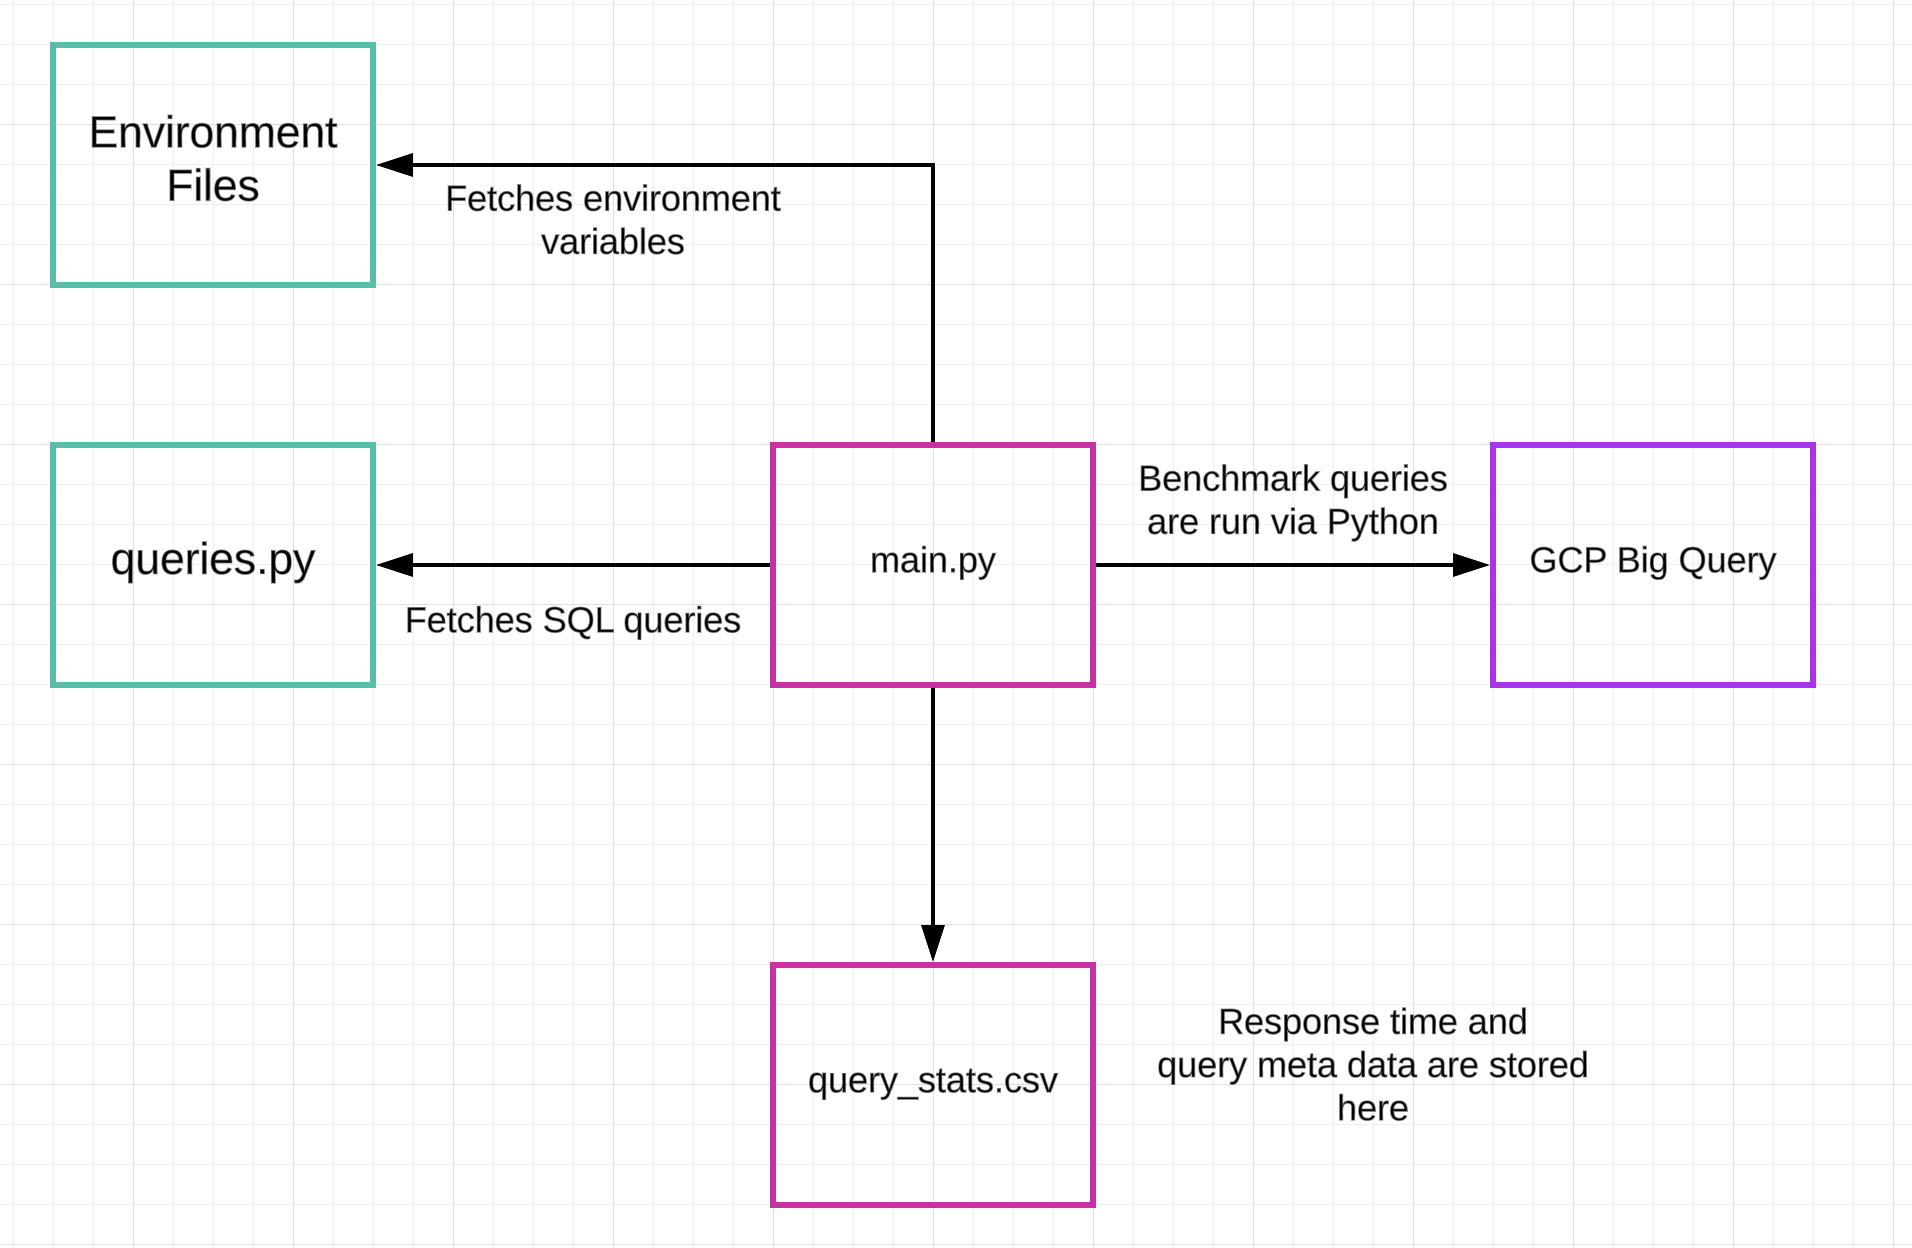 Environment
Files
Fetches environment
variables
queries.py
Fetches SQL queries
main.py
Benchmark queries
are run via Python
GCP Big Query
query_stats.csv
Response time and
query meta data are stored
here